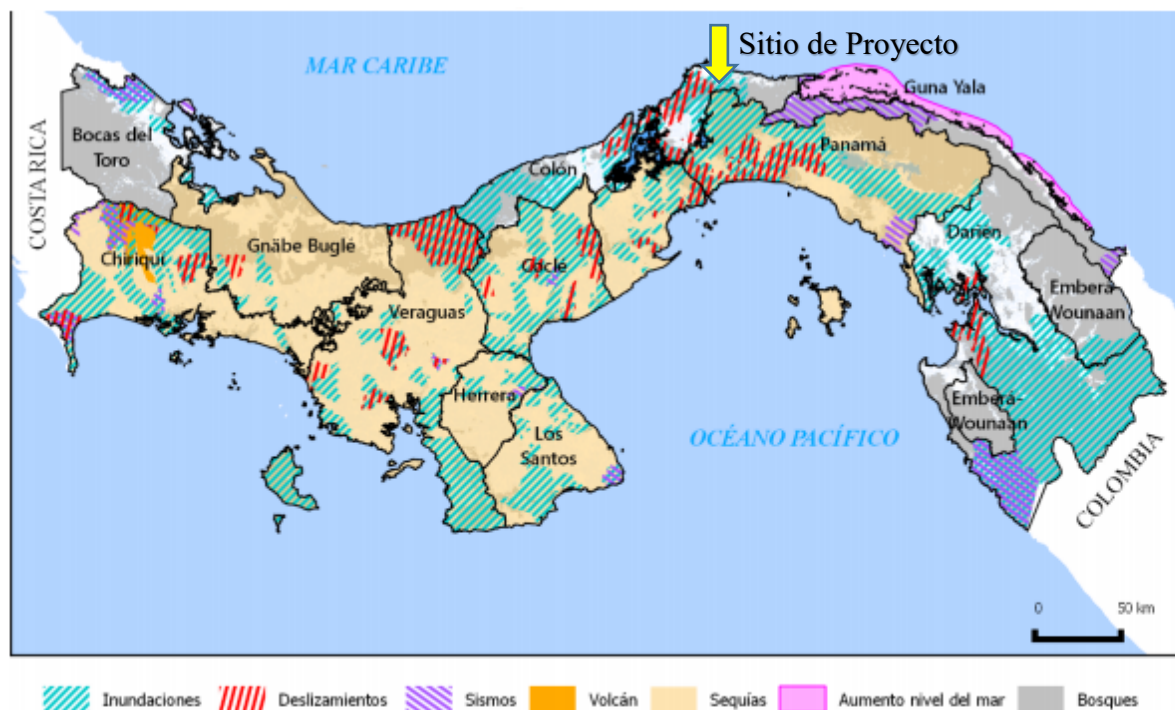 Sitio de Proyecto
MAR CARIBE
Guna Yala
COSTA RICA
Bocas del
Toro
Panamá
Colón
Darién
Gnäbe Buglé
Chiriquí
Coclé
Embera
Wounaan
Veraguas
Herrera
Emberá-
Wounaan
Los
Santos
OCÉANO PACÍFICO
COLOMBIA
0 50 km
Inundaciones Deslizamientos Sismos Volcán Sequías Aumento nivel del mar Bosques